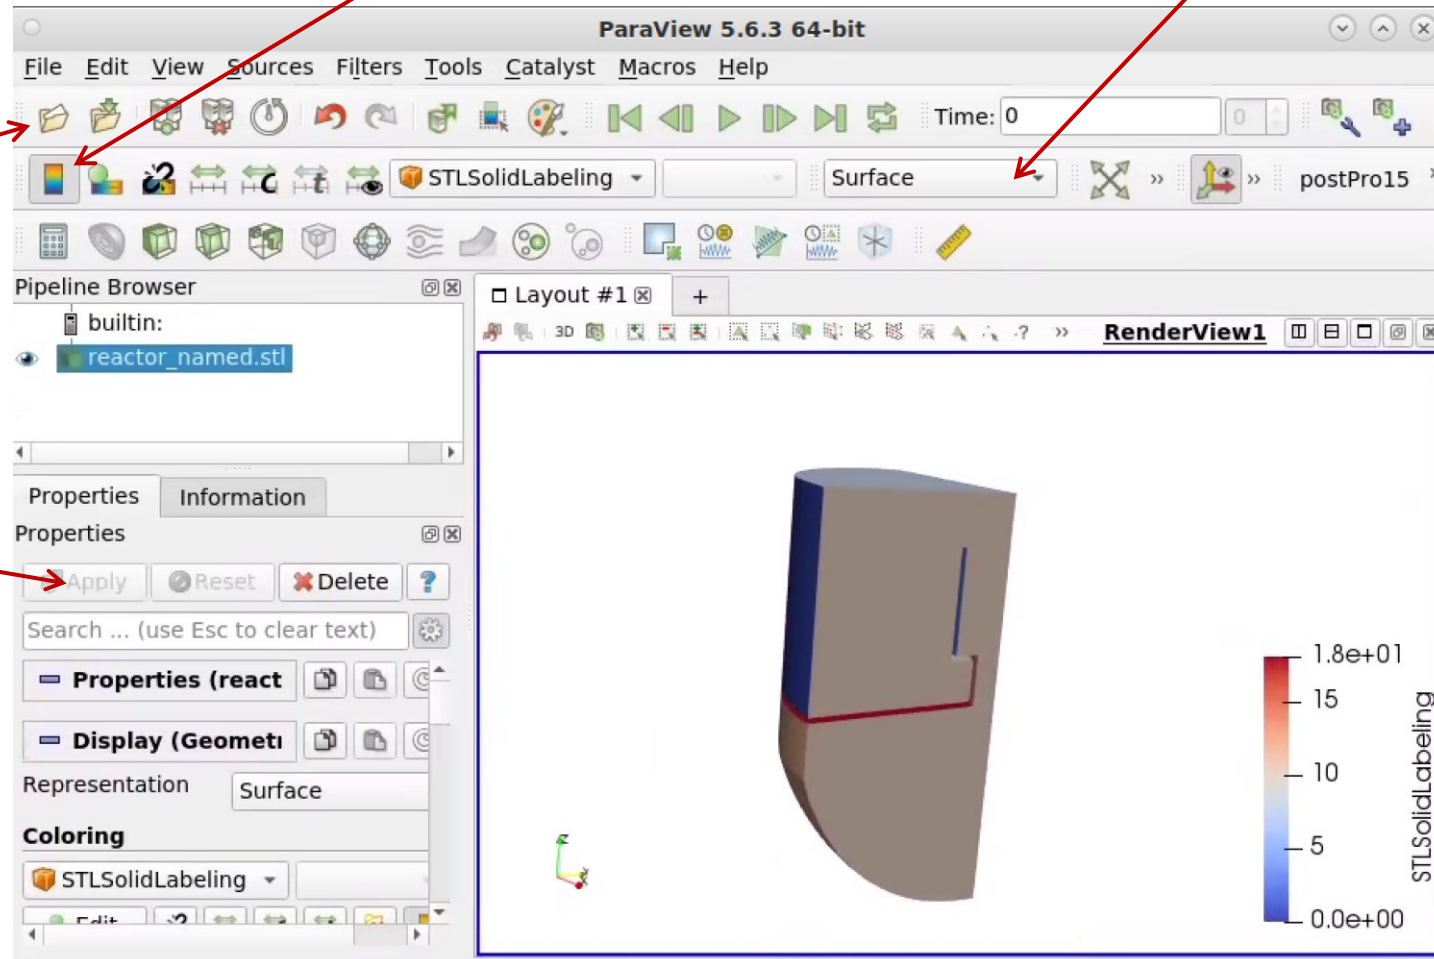 ParaView 5.6.3 64-bit
File Edit View Sources Filters Tools Catalyst Macros Help
Time: 0 0
STLSolidLabeling Surface » » postPro15 »
Pipeline Browser
Layout #1 +
builtin:
3D ? » RenderView1
reactor_named.stl
Properties Information
Properties
Apply Reset Delete ?
Search ... (use Esc to clear text)
Properties (react
Display (Geometr
Representation Surface
Coloring
STLSolidLabeling
Edit
1.8e+01
15
10
5
0.0e+00
STLSolidLabeling